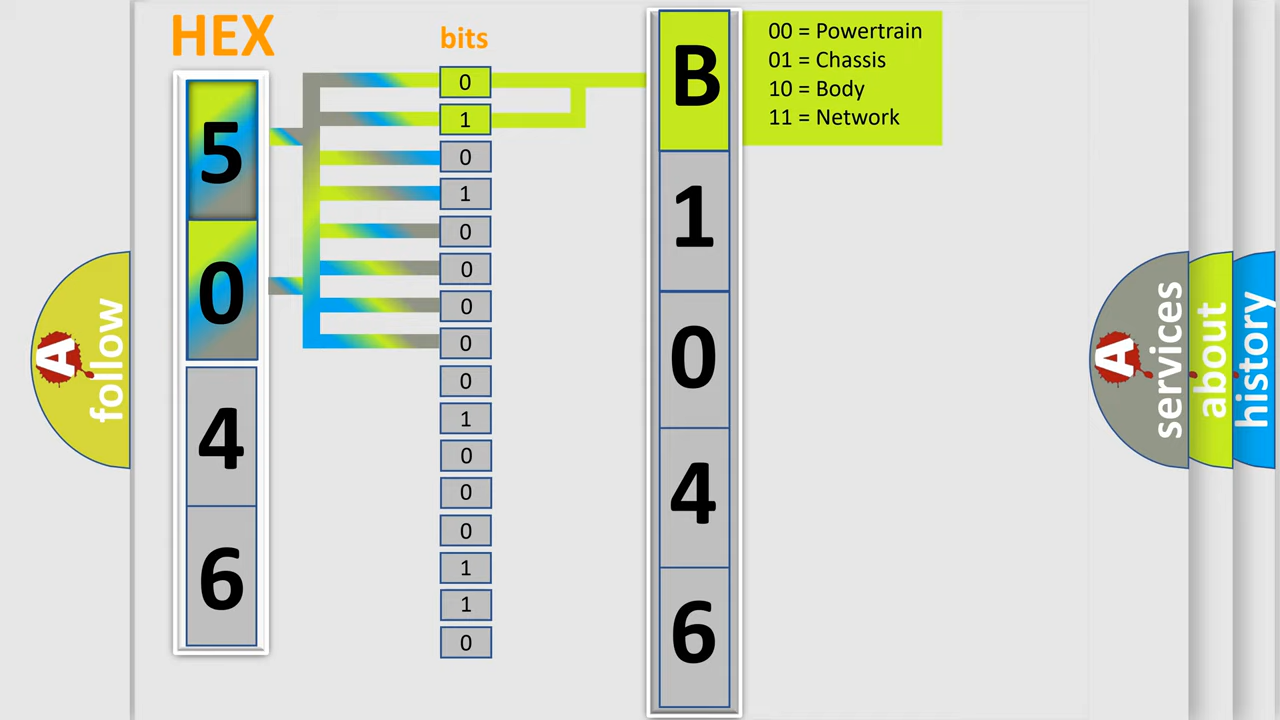 HEX
bits
5
0
4
6
0
1
0
1
0
0
0
0
0
1
0
0
0
1
1
0
B
1
0
4
6
00 = Powertrain
01 = Chassis
10 = Body
11 = Network
A
follow
A
services
about
history